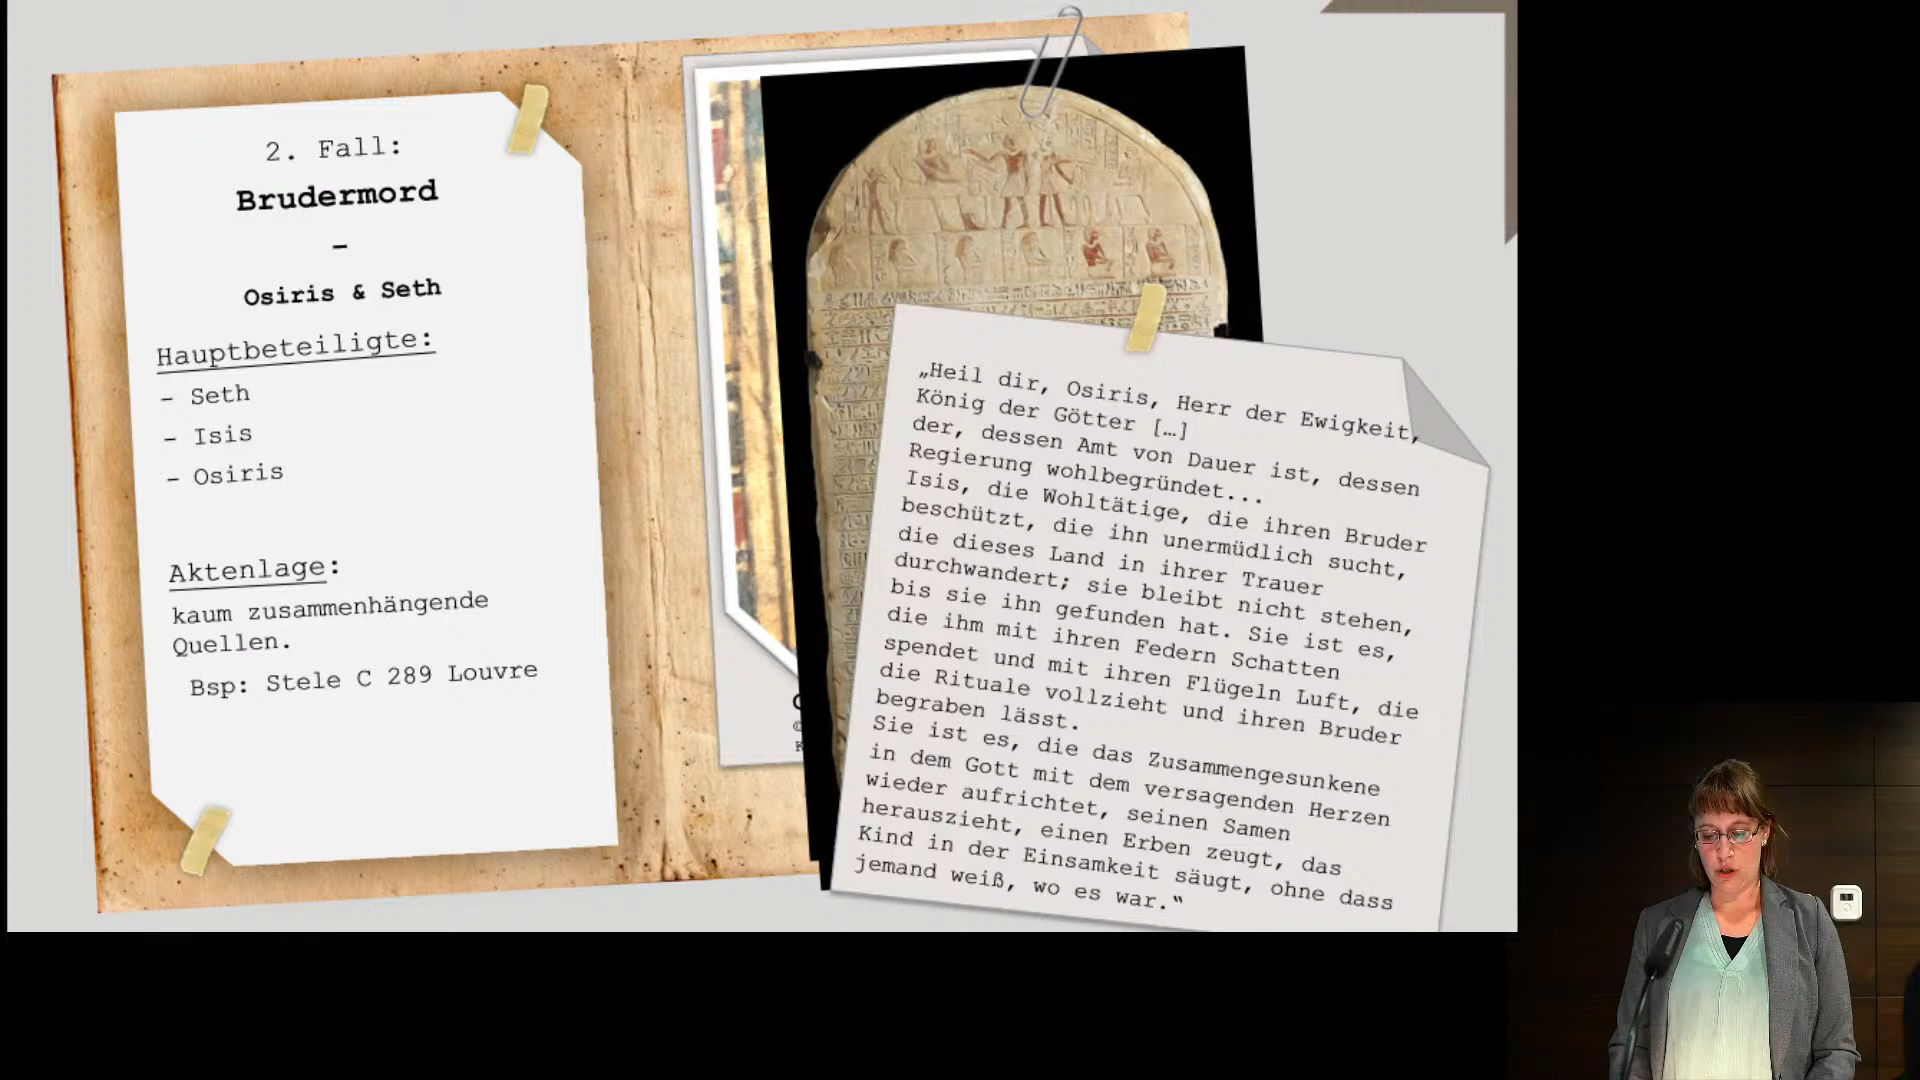 2. Fall:
Brudermord
–
Osiris & Seth
Hauptbeteiligte:
– Seth
– Isis
– Osiris
Aktenlage:
kaum zusammenhängende
Quellen.
Bsp: Stele C 289 Louvre
„Heil dir, Osiris, Herr der Ewigkeit,
König der Götter […]
der, dessen Amt von Dauer ist, dessen
Regierung wohlbegründet...
Isis, die Wohltätige, die ihren Bruder
beschützt, die ihn unermüdlich sucht,
die dieses Land in ihrer Trauer
durchwandert; sie bleibt nicht stehen,
bis sie ihn gefunden hat. Sie ist es,
die ihm mit ihren Federn Schatten
spendet und mit ihren Flügeln Luft, die
die Rituale vollzieht und ihren Bruder
begraben lässt.
Sie ist es, die das Zusammengesunkene
in dem Gott mit dem versagenden Herzen
wieder aufrichtet, seinen Samen
herauszieht, einen Erben zeugt, das
Kind in der Einsamkeit säugt, ohne dass
jemand weiß, wo es war.“